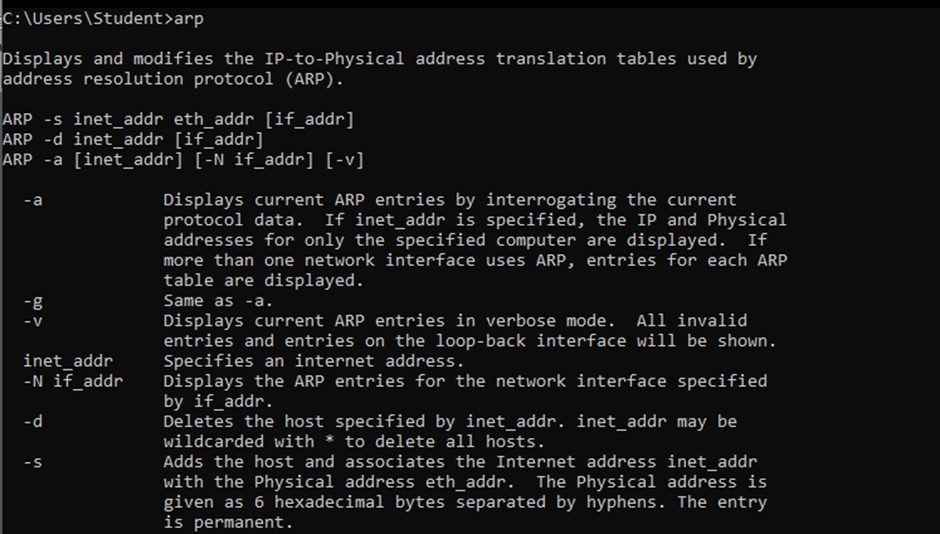 C:\Users\Student>arp
Displays and modifies the IP-to-Physical address translation tables used by
address resolution protocol (ARP).
ARP -s inet_addr eth_addr [if_addr]
ARP -d inet_addr [if_addr]
ARP -a [inet_addr] [-N if_addr] [-v]
-a Displays current ARP entries by interrogating the current
protocol data. If inet_addr is specified, the IP and Physical
addresses for only the specified computer are displayed. If
more than one network interface uses ARP, entries for each ARP
table are displayed.
-g Same as -a.
-v Displays current ARP entries in verbose mode. All invalid
entries and entries on the loop-back interface will be shown.
inet_addr Specifies an internet address.
-N if_addr Displays the ARP entries for the network interface specified
by if_addr.
-d Deletes the host specified by inet_addr. inet_addr may be
wildcarded with * to delete all hosts.
-s Adds the host and associates the Internet address inet_addr
with the Physical address eth_addr. The Physical address is
given as 6 hexadecimal bytes separated by hyphens. The entry
is permanent.